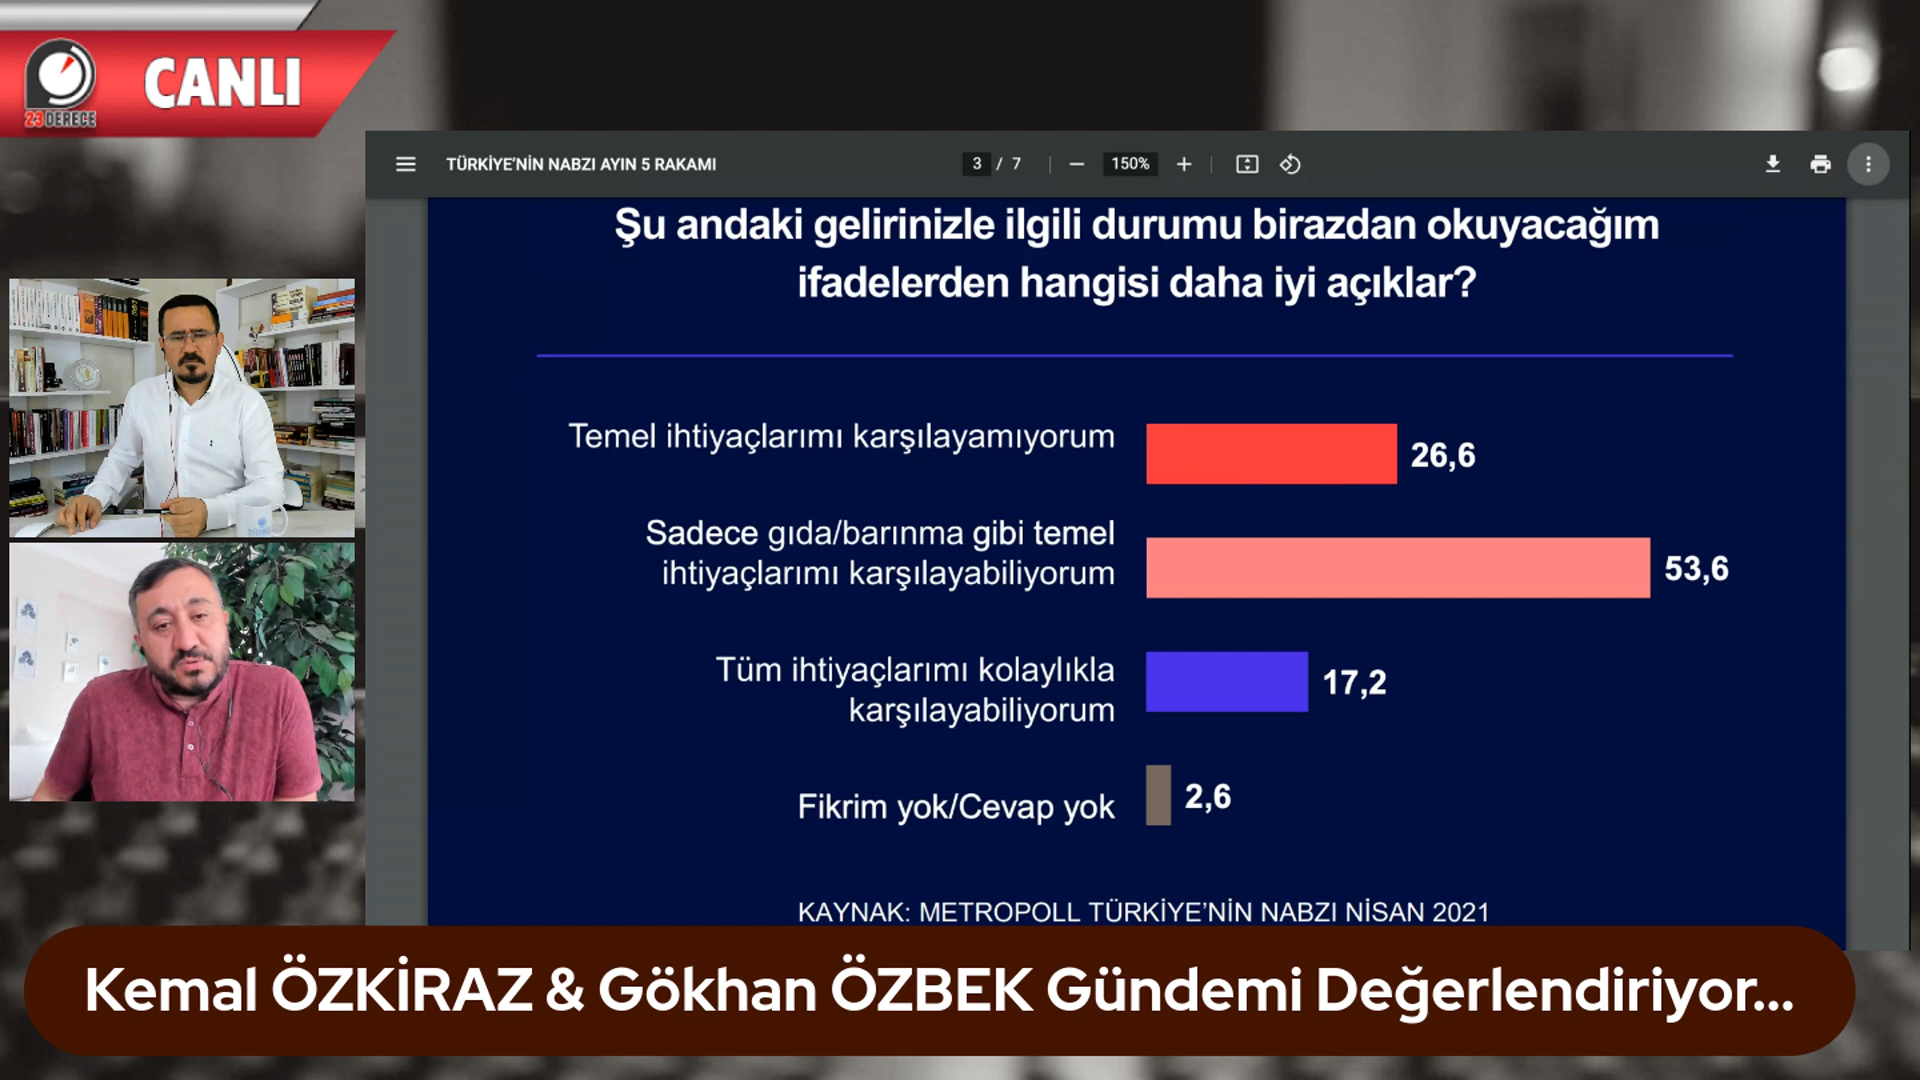 CANLI
23DERECE
TÜRKİYE'NİN NABZI AYIN 5 RAKAMI
3 / 7
150%
Şu andaki gelirinizle ilgili durumu birazdan okuyacağım
ifadelerden hangisi daha iyi açıklar?
Temel ihtiyaçlarımı karşılayamıyorum
26,6
Sadece gıda/barınma gibi temel
ihtiyaçlarımı karşılayabiliyorum
53,6
Tüm ihtiyaçlarımı kolaylıkla
karşılayabiliyorum
17,2
Fikrim yok/Cevap yok
2,6
KAYNAK: METROPOLL TÜRKİYE'NİN NABZI NİSAN 2021
Kemal ÖZKİRAZ & Gökhan ÖZBEK Gündemi Değerlendiriyor...